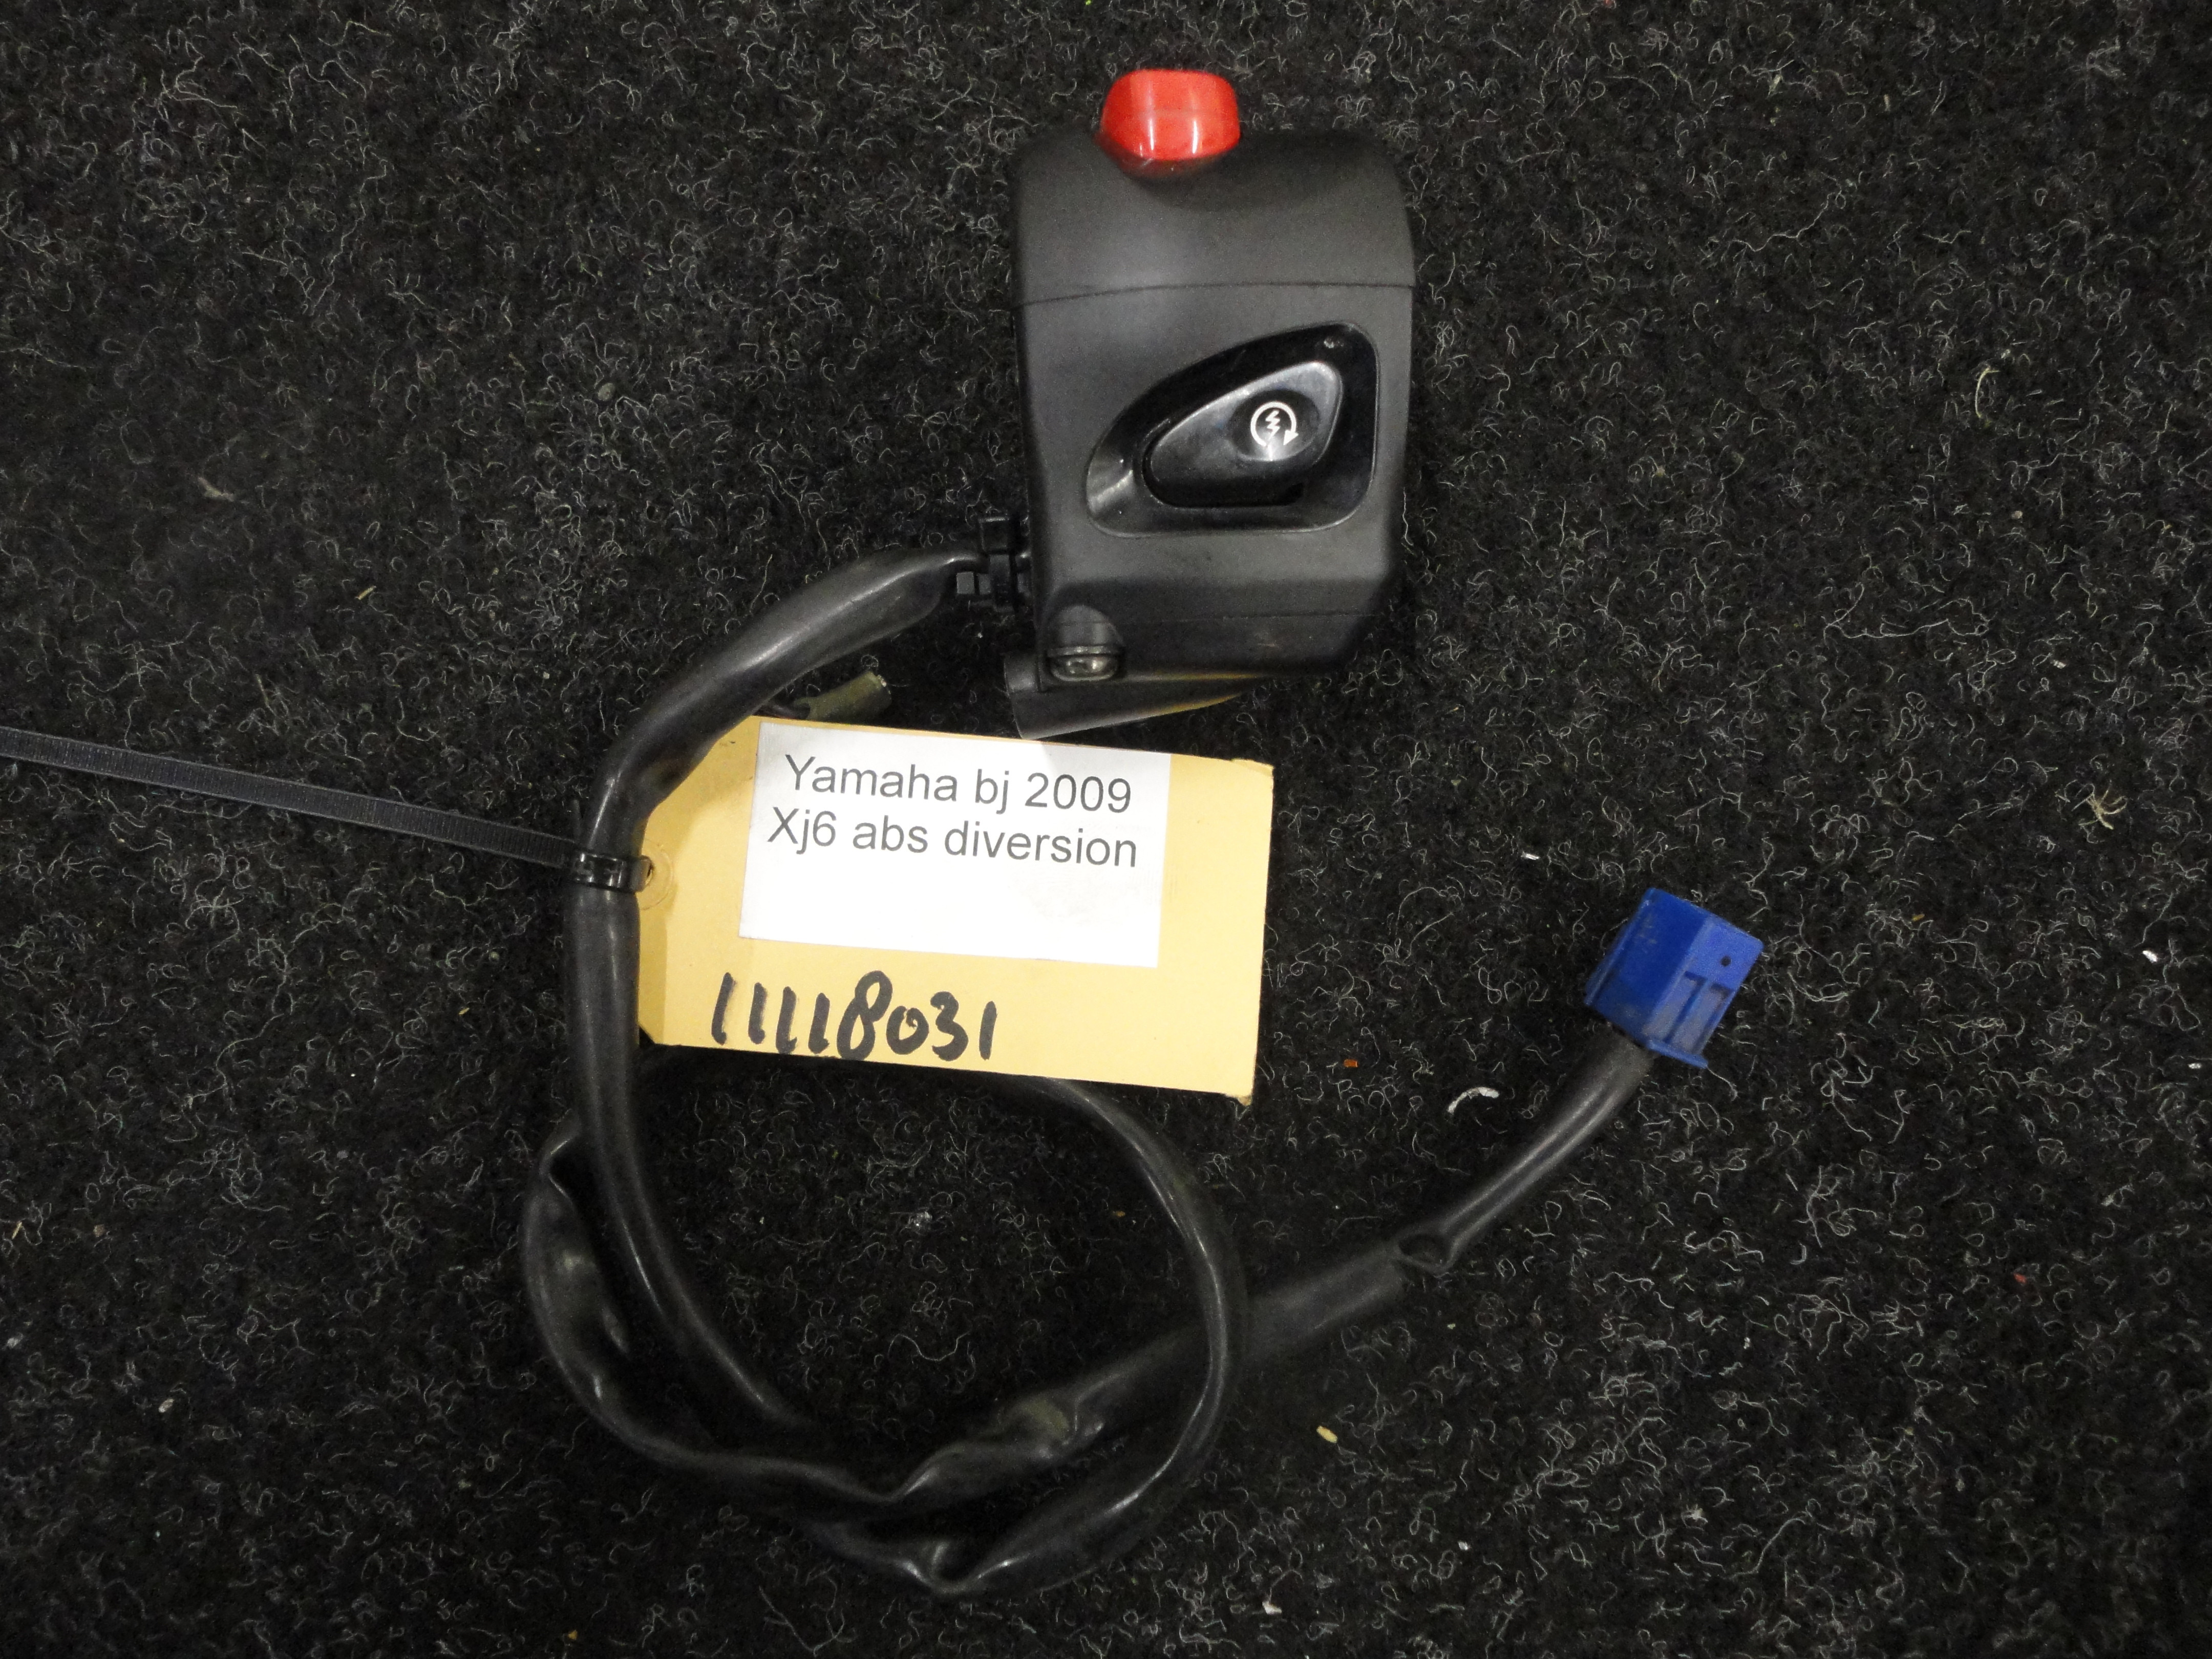 Yamaha bj 2009
Xj6 abs diversion
11118031